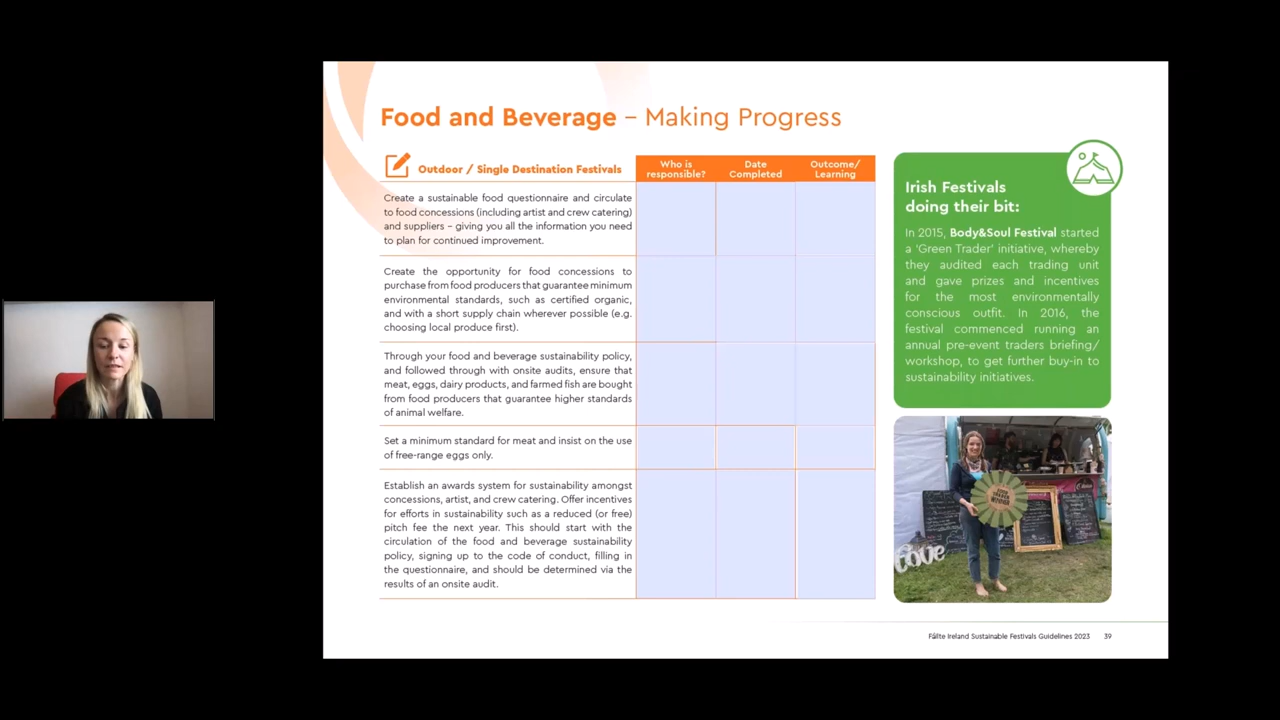 Food and Beverage – Making Progress
Outdoor / Single Destination Festivals
Who is
responsible?
Date
Completed
Outcome/
Learning
Create a sustainable food questionnaire and circulate
to food concessions (including artist and crew catering)
and suppliers – giving you all the information you need
to plan for continued improvement.
Create the opportunity for food concessions to
purchase from food producers that guarantee minimum
environmental standards, such as certified organic,
and with a short supply chain wherever possible (e.g.
choosing local produce first).
Through your food and beverage sustainability policy,
and followed through with onsite audits, ensure that
meat, eggs, dairy products, and farmed fish are bought
from food producers that guarantee higher standards
of animal welfare.
Set a minimum standard for meat and insist on the use
of free-range eggs only.
Establish an awards system for sustainability amongst
concessions, artist, and crew catering. Offer incentives
for efforts in sustainability such as a reduced (or free)
pitch fee the next year. This should start with the
circulation of the food and beverage sustainability
policy, signing up to the code of conduct, filling in
the questionnaire, and should be determined via the
results of an onsite audit.
Irish Festivals
doing their bit:
In 2015, Body&Soul Festival started
a 'Green Trader' initiative, whereby
they audited each trading unit
and gave prizes and incentives
for the most environmentally
conscious outfit. In 2016, the
festival commenced running an
annual pre-event traders briefing/
workshop, to get further buy-in to
sustainability initiatives.
WINNER
Love
Fáilte Ireland Sustainable Festivals Guidelines 2023 39